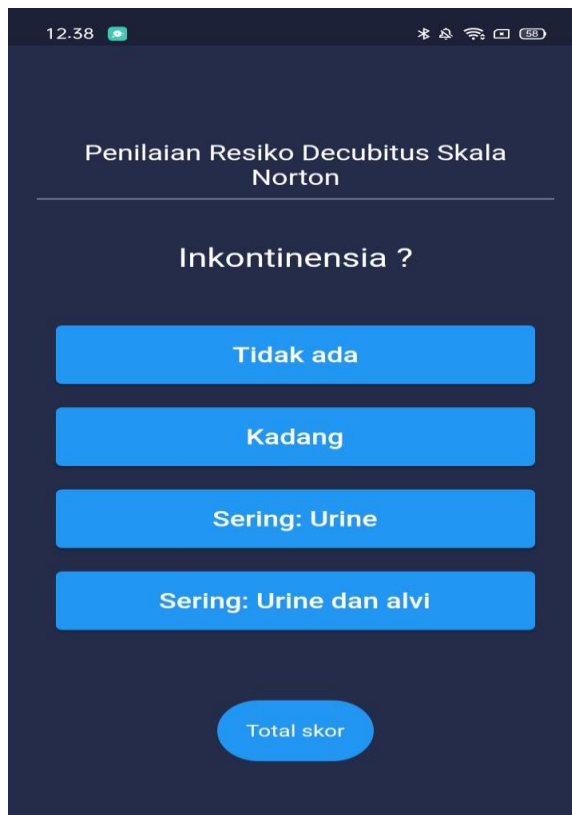 12.38
58
Penilaian Resiko Decubitus Skala
Norton
Inkontinensia ?
Tidak ada
Kadang
Sering: Urine
Sering: Urine dan alvi
Total skor